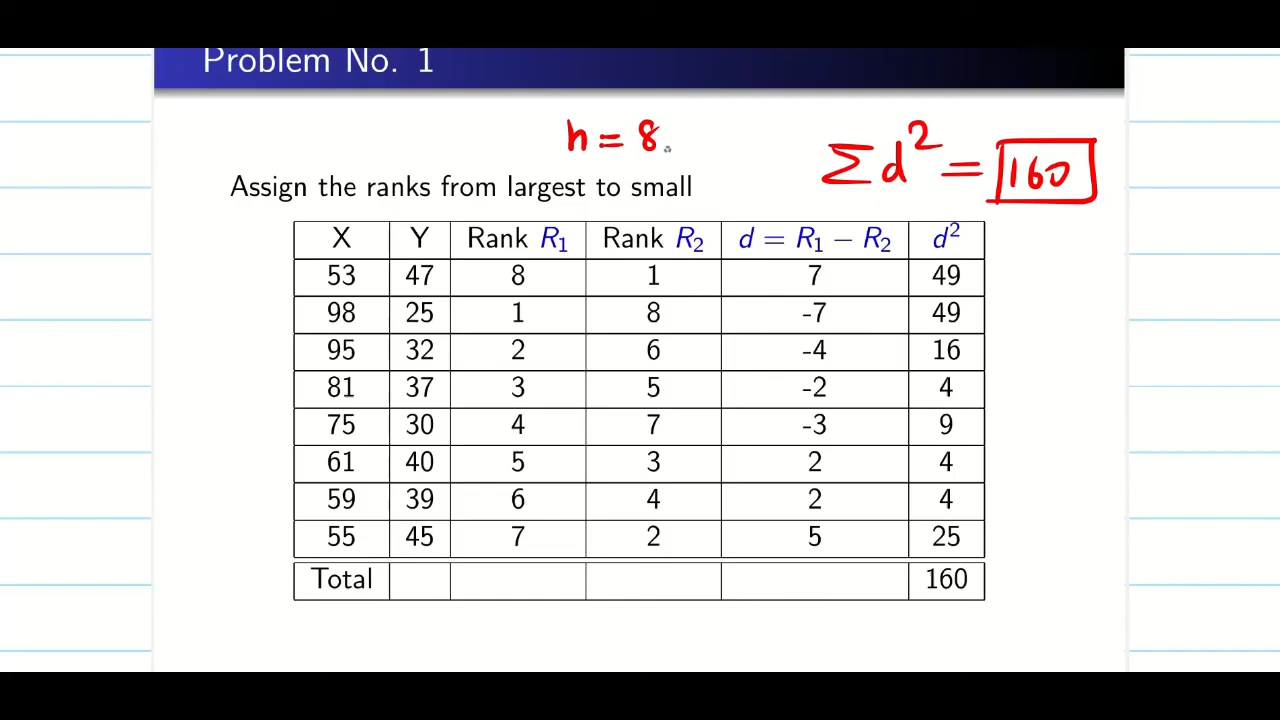 Problem No. 1
n = 8.
Σd² = 160
Assign the ranks from largest to small
X Y Rank R₁ Rank R₂ d = R₁ − R₂ d²
53 47 8 1 7 49
98 25 1 8 -7 49
95 32 2 6 -4 16
81 37 3 5 -2 4
75 30 4 7 -3 9
61 40 5 3 2 4
59 39 6 4 2 4
55 45 7 2 5 25
Total 160